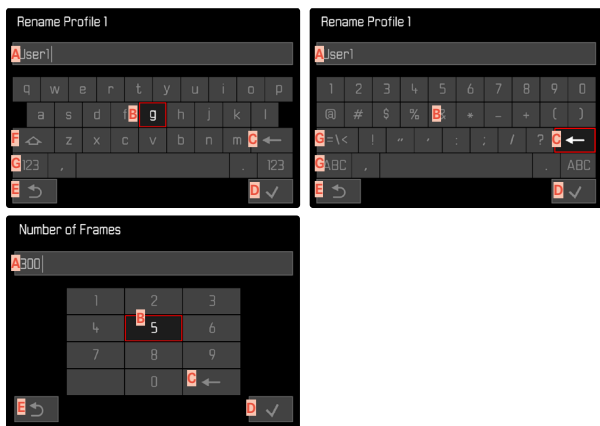 Rename Profile 1
A User1
q w e r t y u i o p
a s d f B g h j k l
F z x c v b n m C ←
G 123 , . 123
E D
Rename Profile 1
A User1
1 2 3 4 5 6 7 8 9 0
@ # $ % B & * - + ( )
G =\< ! " ' : ; / ? C ←
G ABC , . ABC
E D
Number of Frames
A 300
1 2 3
B
4 5 6
7 8 9
0 C ←
E D